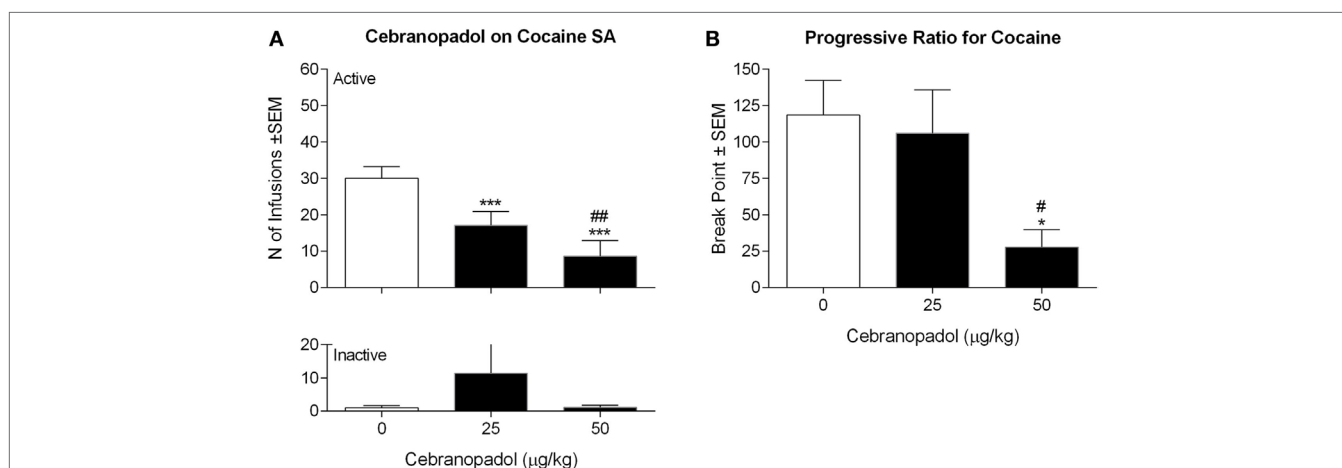 A
Cebranopadol on Cocaine SA
N of Infusions ±SEM
60
50
40
30
20
10
0
Active
***
##
***
20
10
0
Inactive
0 25 50
Cebranopadol (μg/kg)
B
Progressive Ratio for Cocaine
Break Point ± SEM
150
125
100
75
50
25
0
#
*
0 25 50
Cebranopadol (μg/kg)